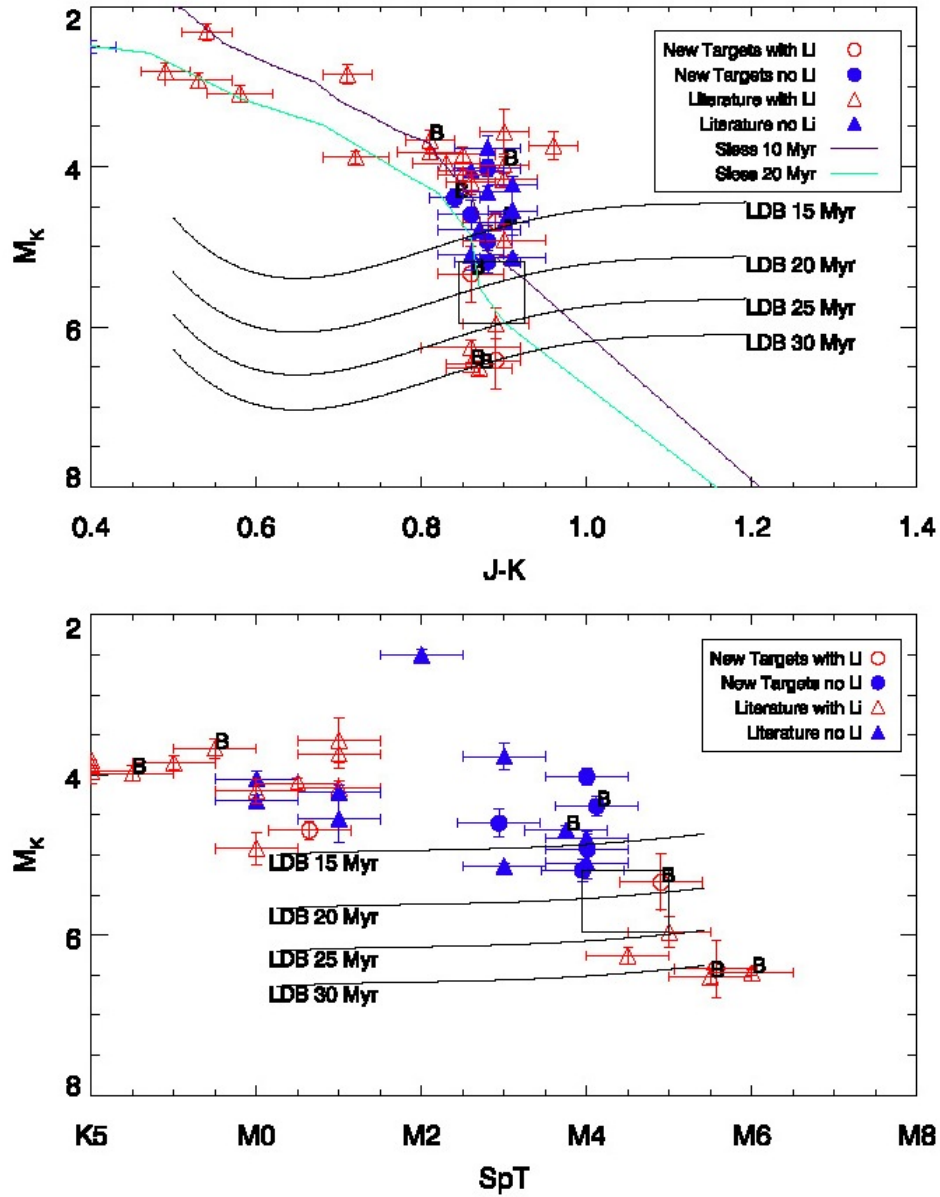 2
4
6
8
M_K
New Targets with Li
New Targets no Li
Literature with Li
Literature no Li
Siess 10 Myr
Siess 20 Myr
B
B
B
B
B
B
B
LDB 15 Myr
LDB 20 Myr
LDB 25 Myr
LDB 30 Myr
0.4 0.6 0.8 1.0 1.2 1.4
J-K
2
4
6
8
M_K
New Targets with Li
New Targets no Li
Literature with Li
Literature no Li
B
B
B
B
B
B
B
LDB 15 Myr
LDB 20 Myr
LDB 25 Myr
LDB 30 Myr
K5 M0 M2 M4 M6 M8
SpT